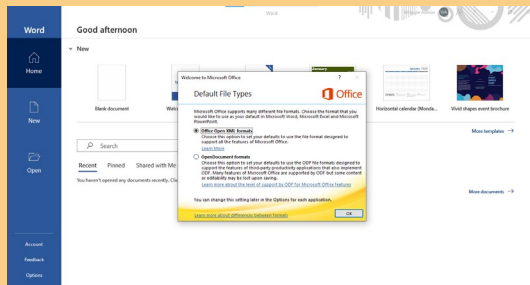 Word
Word
Good afternoon
New
Home
New
Open
Account
Feedback
Options
Blank document
Horizontal calendar (Monda...
Vivid shapes event brochure
More templates
Search
Recent
Pinned
Shared with Me
You haven't opened any documents recently. Clic
More documents
Welcome to Microsoft Office
?
Default File Types
Office
Microsoft Office supports many different file formats. Choose the format that you
would like to use as your default in Microsoft Word, Microsoft Excel and Microsoft
PowerPoint.
Office Open XML formats
Choose this option to set your defaults to use the file format designed to
support all the features of Microsoft Office.
Learn More
OpenDocument formats
Choose this option to set your defaults to use the ODF file formats designed to
support the features of third-party productivity applications that also implement
ODF. Many features of Microsoft Office are supported by ODF but some content
or editability may be lost upon saving.
Learn more about the level of support by ODF for Microsoft Office features
You can change this setting later in the Options for each application.
Learn more about differences between formats
OK